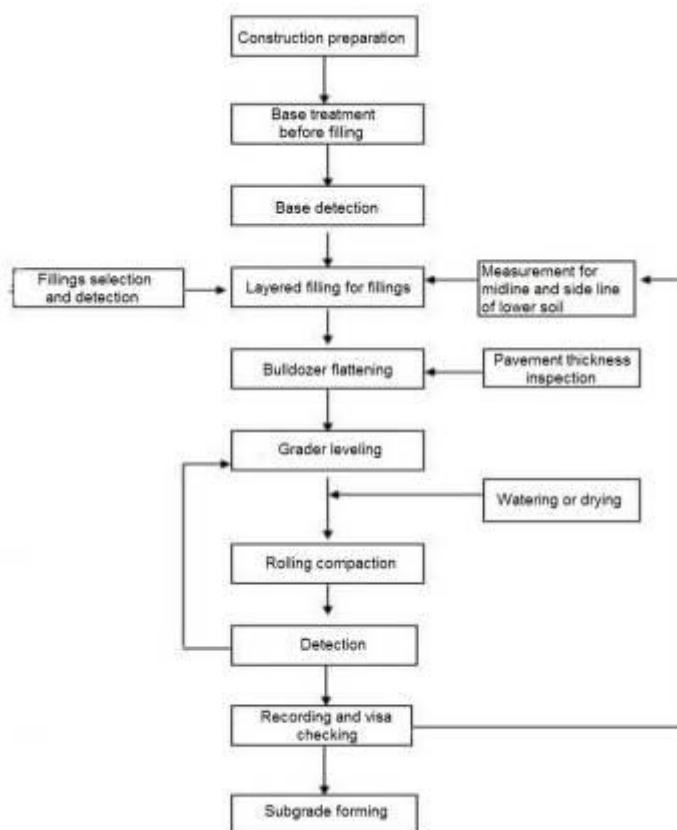 Construction preparation
Base treatment
before filling
Base detection
Fillings selection
and detection
Layered filling for fillings
Measurement for
midline and side line
of lower soil
Bulldozer flattening
Pavement thickness
inspection
Grader leveling
Watering or drying
Rolling compaction
Detection
Recording and visa
checking
Subgrade forming